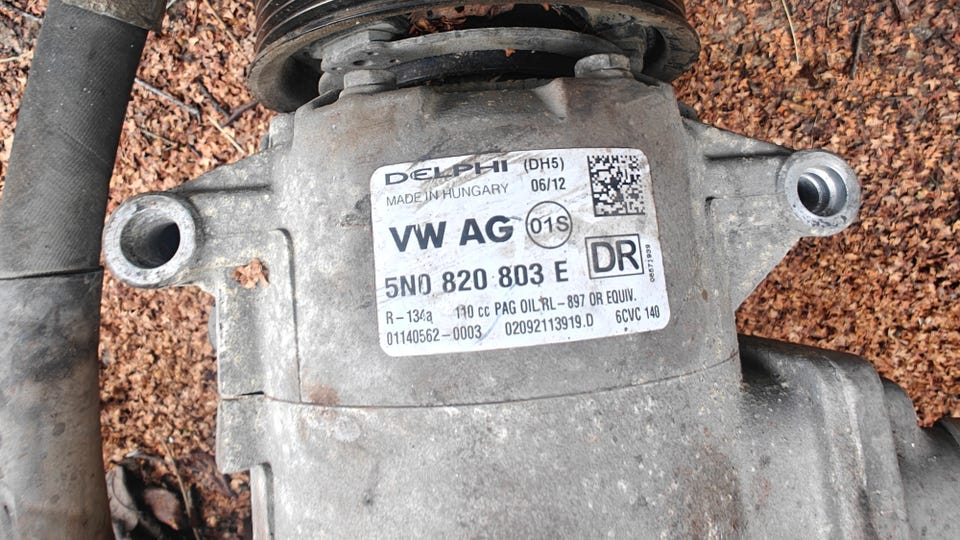 DELPHI (DH5)
MADE IN HUNGARY 06/12
VW AG 01S
5N0 820 803 E DR
R-134a 110 cc PAG OIL RL-897 OR EQUIV.
01140562-0003 02092113919.D 6CVC 140